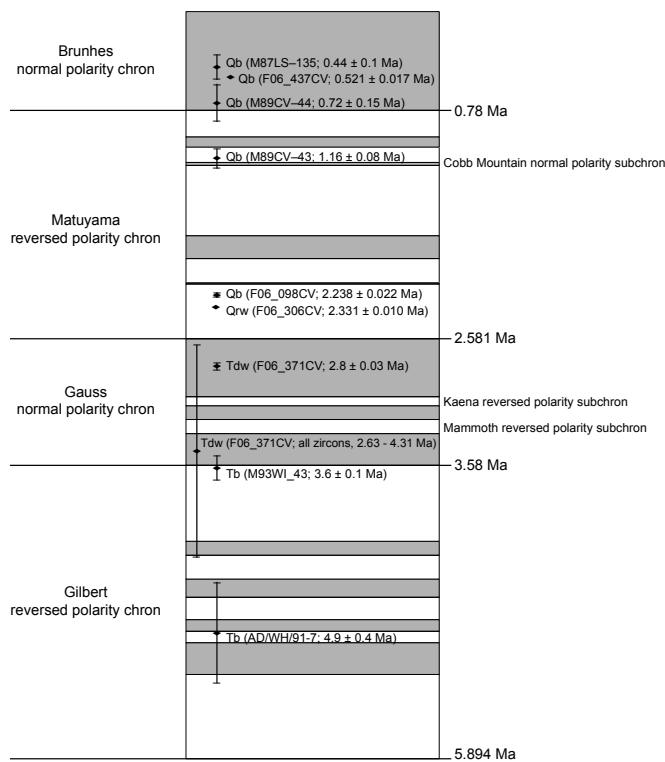 Brunhes
normal polarity chron
Qb (M87LS–135; 0.44 ± 0.1 Ma)
Qb (F06_437CV; 0.521 ± 0.017 Ma)
Qb (M89CV–44; 0.72 ± 0.15 Ma)
0.78 Ma
Qb (M89CV–43; 1.16 ± 0.08 Ma)
Cobb Mountain normal polarity subchron
Matuyama
reversed polarity chron
Qb (F06_098CV; 2.238 ± 0.022 Ma)
Qrw (F06_306CV; 2.331 ± 0.010 Ma)
2.581 Ma
Tdw (F06_371CV; 2.8 ± 0.03 Ma)
Gauss
normal polarity chron
Kaena reversed polarity subchron
Mammoth reversed polarity subchron
Tdw (F06_371CV; all zircons, 2.63 - 4.31 Ma)
3.58 Ma
Tb (M93WI_43; 3.6 ± 0.1 Ma)
Gilbert
reversed polarity chron
Tb (AD/WH/91-7; 4.9 ± 0.4 Ma)
5.894 Ma